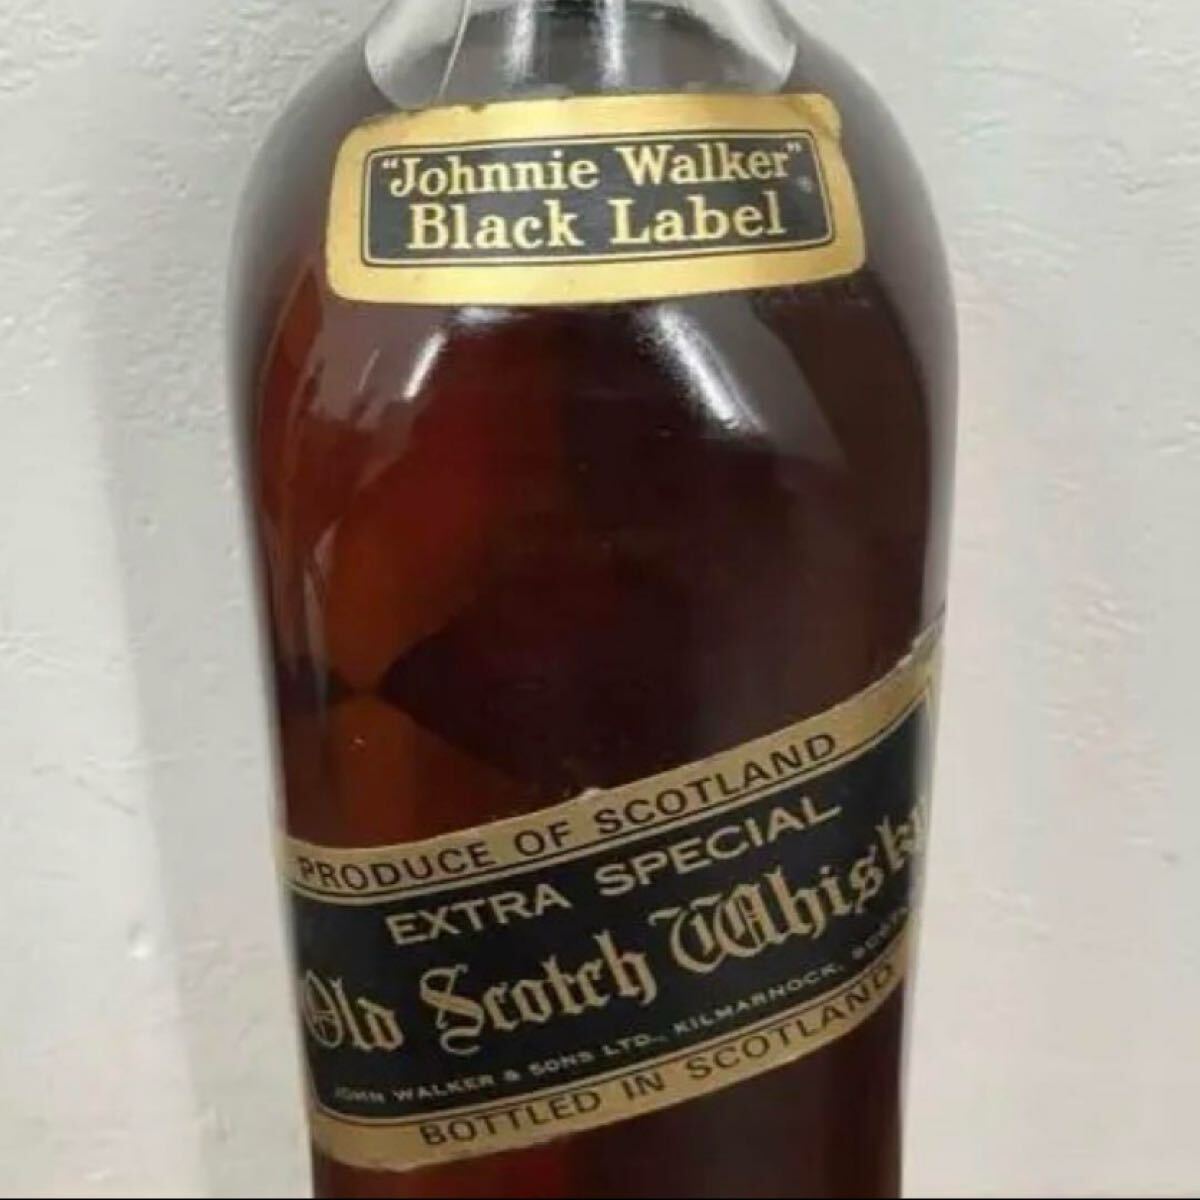 "Johnnie Walker"
Black Label
PRODUCE OF SCOTLAND
EXTRA SPECIAL
Old Scotch Whisky
JOHN WALKER & SONS LTD., KILMARNOCK,
BOTTLED IN SCOTLAND